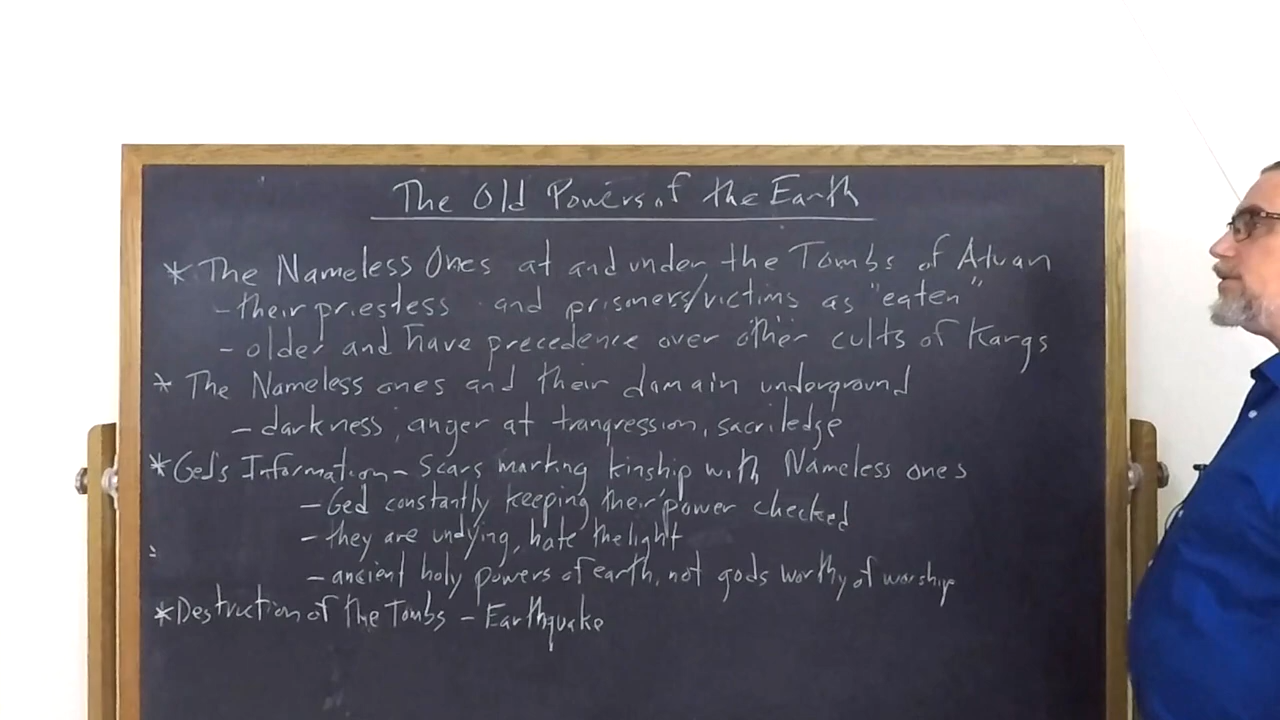 The Old Powers of the Earth
* The Nameless Ones at and under the Tombs of Atuan
- their priestess and prisoners/victims as "eaten"
- older and have precedence over other cults of Kargs
* The Nameless ones and their domain underground
- darkness, anger at trangression, sacriledge
* Ged's Information - Scars marking kinship with Nameless ones
- Ged constantly keeping their power checked
- they are undying, hate the light
- ancient holy powers of earth, not gods worthy of worship
* Destruction of the Tombs - Earthquake